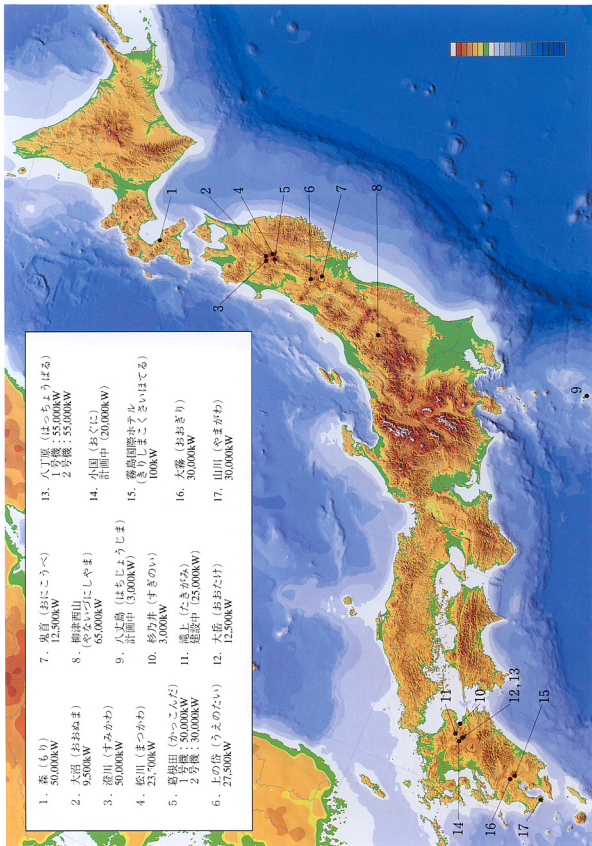 1. 森（もり）
50,000kW
2. 大沼（おおぬま）
9,500kW
3. 澄川（すみかわ）
50,000kW
4. 松川（まつかわ）
5. 葛根田（かっこんだ）
1号機：50,000kW
2号機：30,000kW
6. 上の岱（うえのたい）
27,500kW
7. 鬼首（おにこうべ）
12,500kW
8. 柳津西山
（やないづにしやま）
65,000kW
9. 八丈島（はちじょうじま）
計画中（3,000kW）
10. 杉乃井（すぎのい）
3,000kW
11. 滝上（たきがみ）
建設中（25,000kW）
12. 大岳（おおたけ）
12,500kW
13. 八丁原（はっちょうばる）
1号機：55,000kW
2号機：55,000kW
14. 小国（おぐに）
計画中（20,000kW）
15. 霧島国際ホテル
（きりしまこくさいほてる）
100kW
16. 大霧（おおぎり）
30,000kW
17. 山川（やまがわ）
30,000kW
1
2
3
4
5
6
7
8
9
10
11
12, 13
14
15
16
17